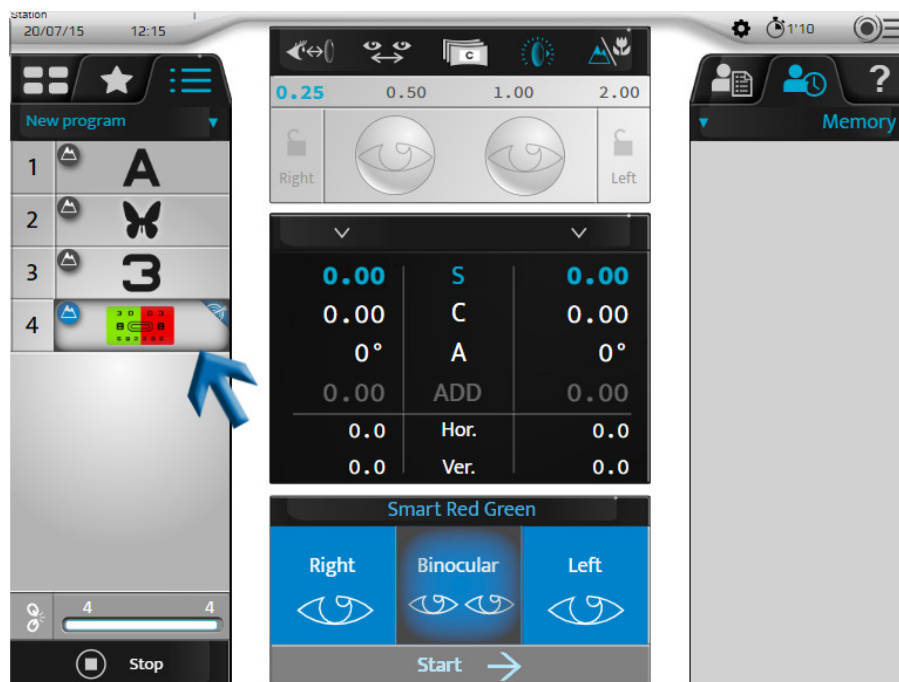 Station
20/07/15 12:15
1'10
New program
1 A
2
3 3
4
4 4
Stop
C
0.25 0.50 1.00 2.00
Right Left
0.00 S 0.00
0.00 C 0.00
0° A 0°
0.00 ADD 0.00
0.0 Hor. 0.0
0.0 Ver. 0.0
Smart Red Green
Right Binocular Left
Start
?
Memory